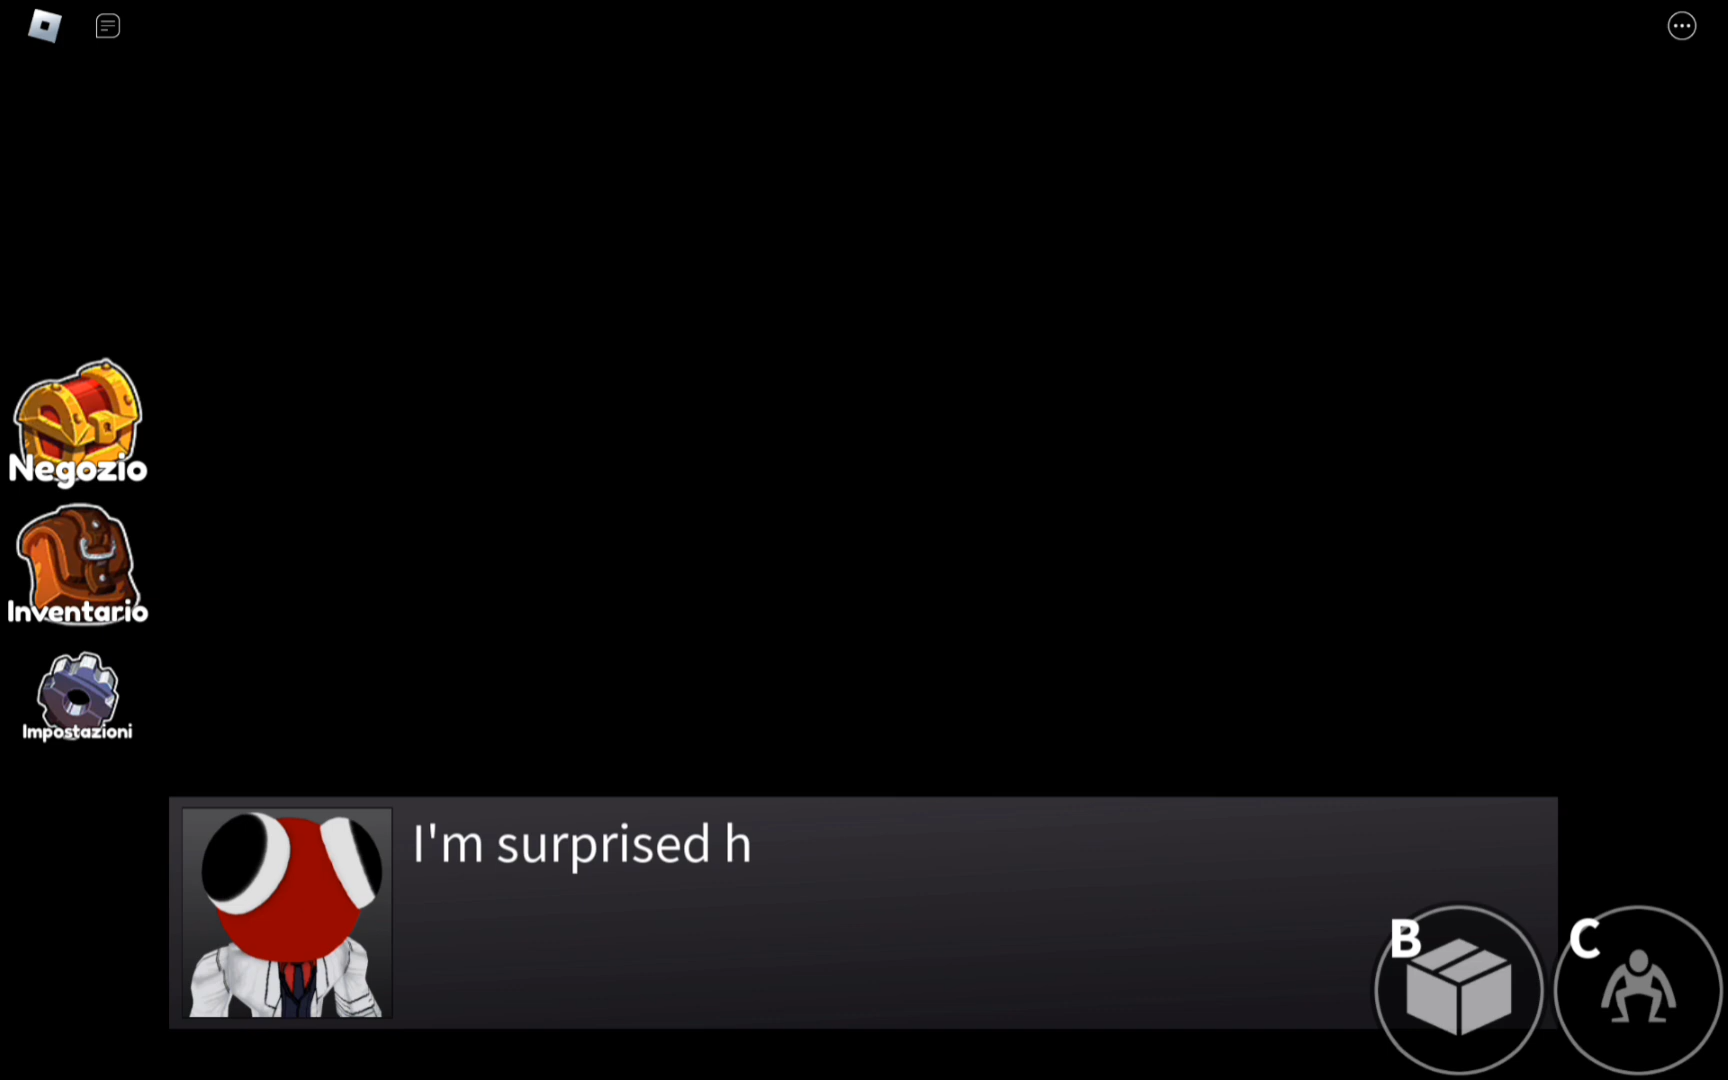 Negozio
Inventario
Impostazioni
I'm surprised h
B
C